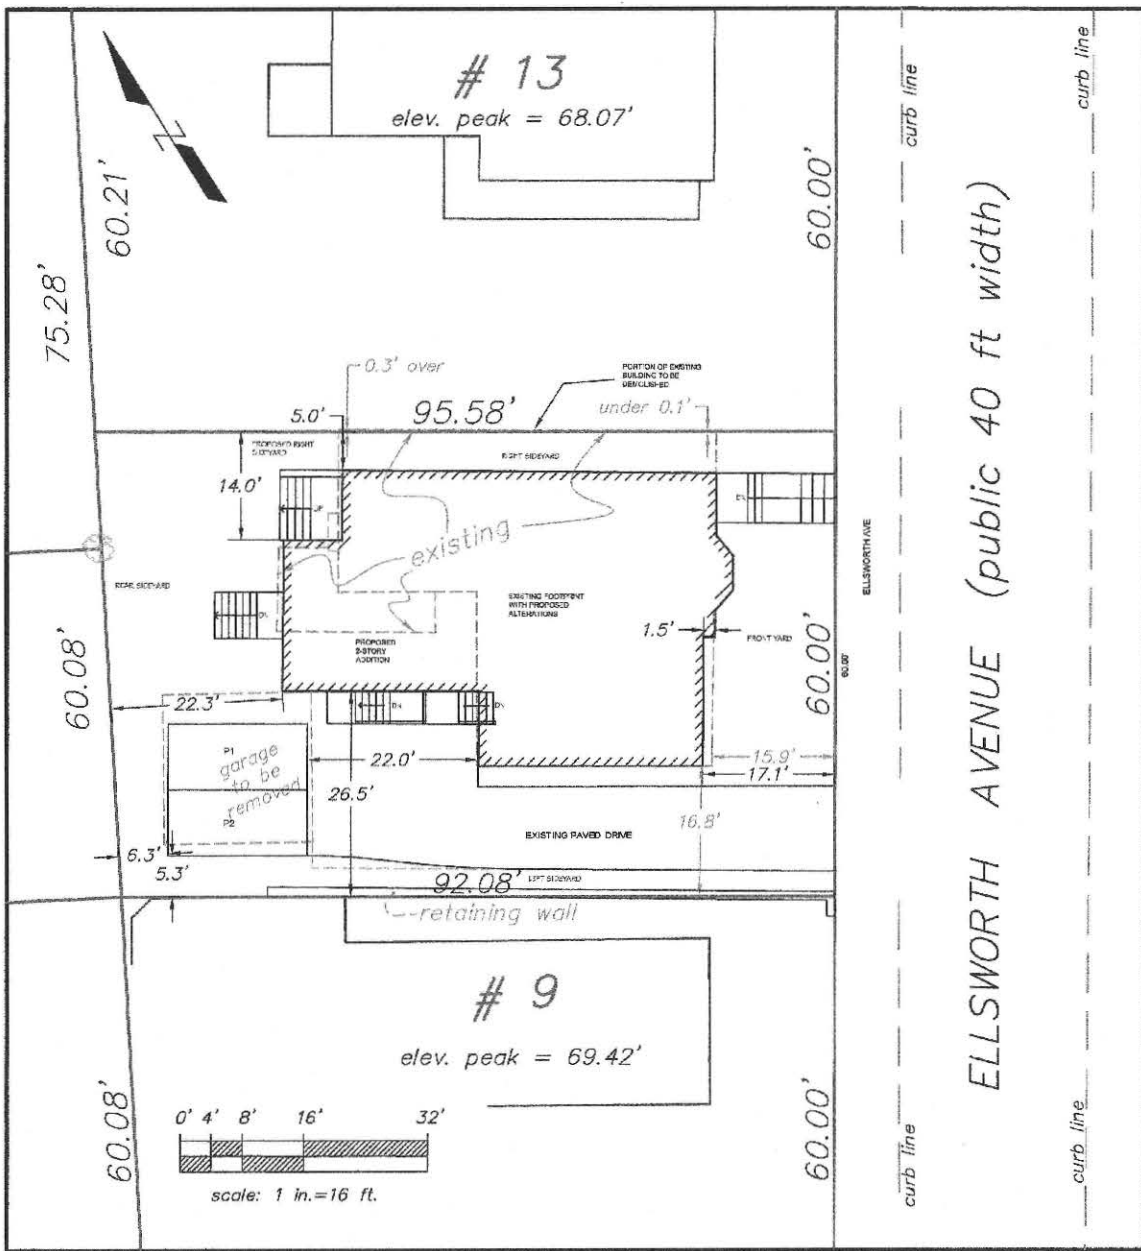 # 13
elev. peak = 68.07'
curb line
curb line
60.21'
60.00'
75.28'
ELLSWORTH AVENUE (public 40 ft width)
0.3' over
PORTION OF EXISTING
BUILDING TO BE
DEMOLISHED
5.0'
95.58'
under 0.1'
PROPOSED RIGHT
SIDEYARD
RIGHT SIDEYARD
14.0'
UP
existing
ELLSWORTH AVE
REAR SIDEYARD
DN
EXISTING FOOTPRINT
WITH PROPOSED
ALTERATIONS
1.5'
FRONT YARD
PROPOSED
2-STORY
ADDITION
60.08'
60.00'
60.00'
22.3'
DN
DN
P1
garage
to be
removed
P2
22.0'
15.9'
17.1'
26.5'
16.8'
EXISTING PAVED DRIVE
6.3'
5.3'
92.08'
LEFT SIDEYARD
retaining wall
# 9
elev. peak = 69.42'
60.08'
60.00'
curb line
curb line
0' 4' 8' 16' 32'
scale: 1 in.=16 ft.